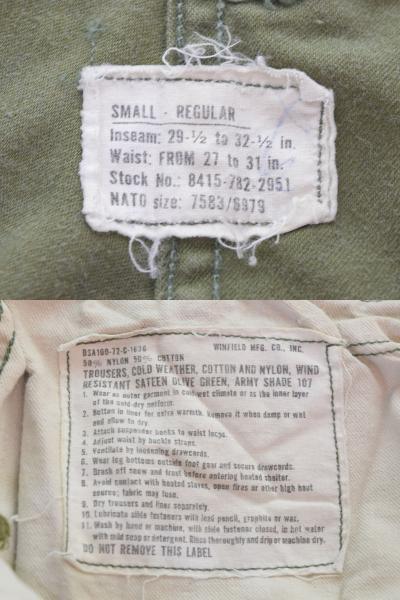 SMALL - REGULAR
Inseam: 29-½ to 32-½ in.
Waist: FROM 27 to 31 in.
Stock No.: 8415-782-2951
NATO size: 7583/6979
DSA100-72-C-1636 WINFIELD MFG. CO., INC.
50% NYLON 50% COTTON
TROUSERS, COLD WEATHER, COTTON AND NYLON, WIND
RESISTANT SATEEN OLIVE GREEN, ARMY SHADE 107
1. Wear as outer garment in cold-wet climate or as the inner layer
of the cold-dry uniform.
2. Button in liner for extra warmth. Remove it when damp or wet
and allow to dry.
3. Attach suspender hooks to waist loops.
4. Adjust waist by buckle straps.
5. Ventilate by loosening drawcords.
6. Wear leg bottoms outside foot gear and secure drawcords.
7. Brush off snow and frost before entering heated shelter.
8. Avoid contact with heated stoves, open fires or other high heat
source; fabric may fuse.
9. Dry trousers and liner separately.
10. Lubricate slide fasteners with lead pencil, graphite or wax.
11. Wash by hand or machine, with slide fastener closed, in hot water
with mild soap or detergent. Rinse thoroughly and drip or machine dry.
DO NOT REMOVE THIS LABEL